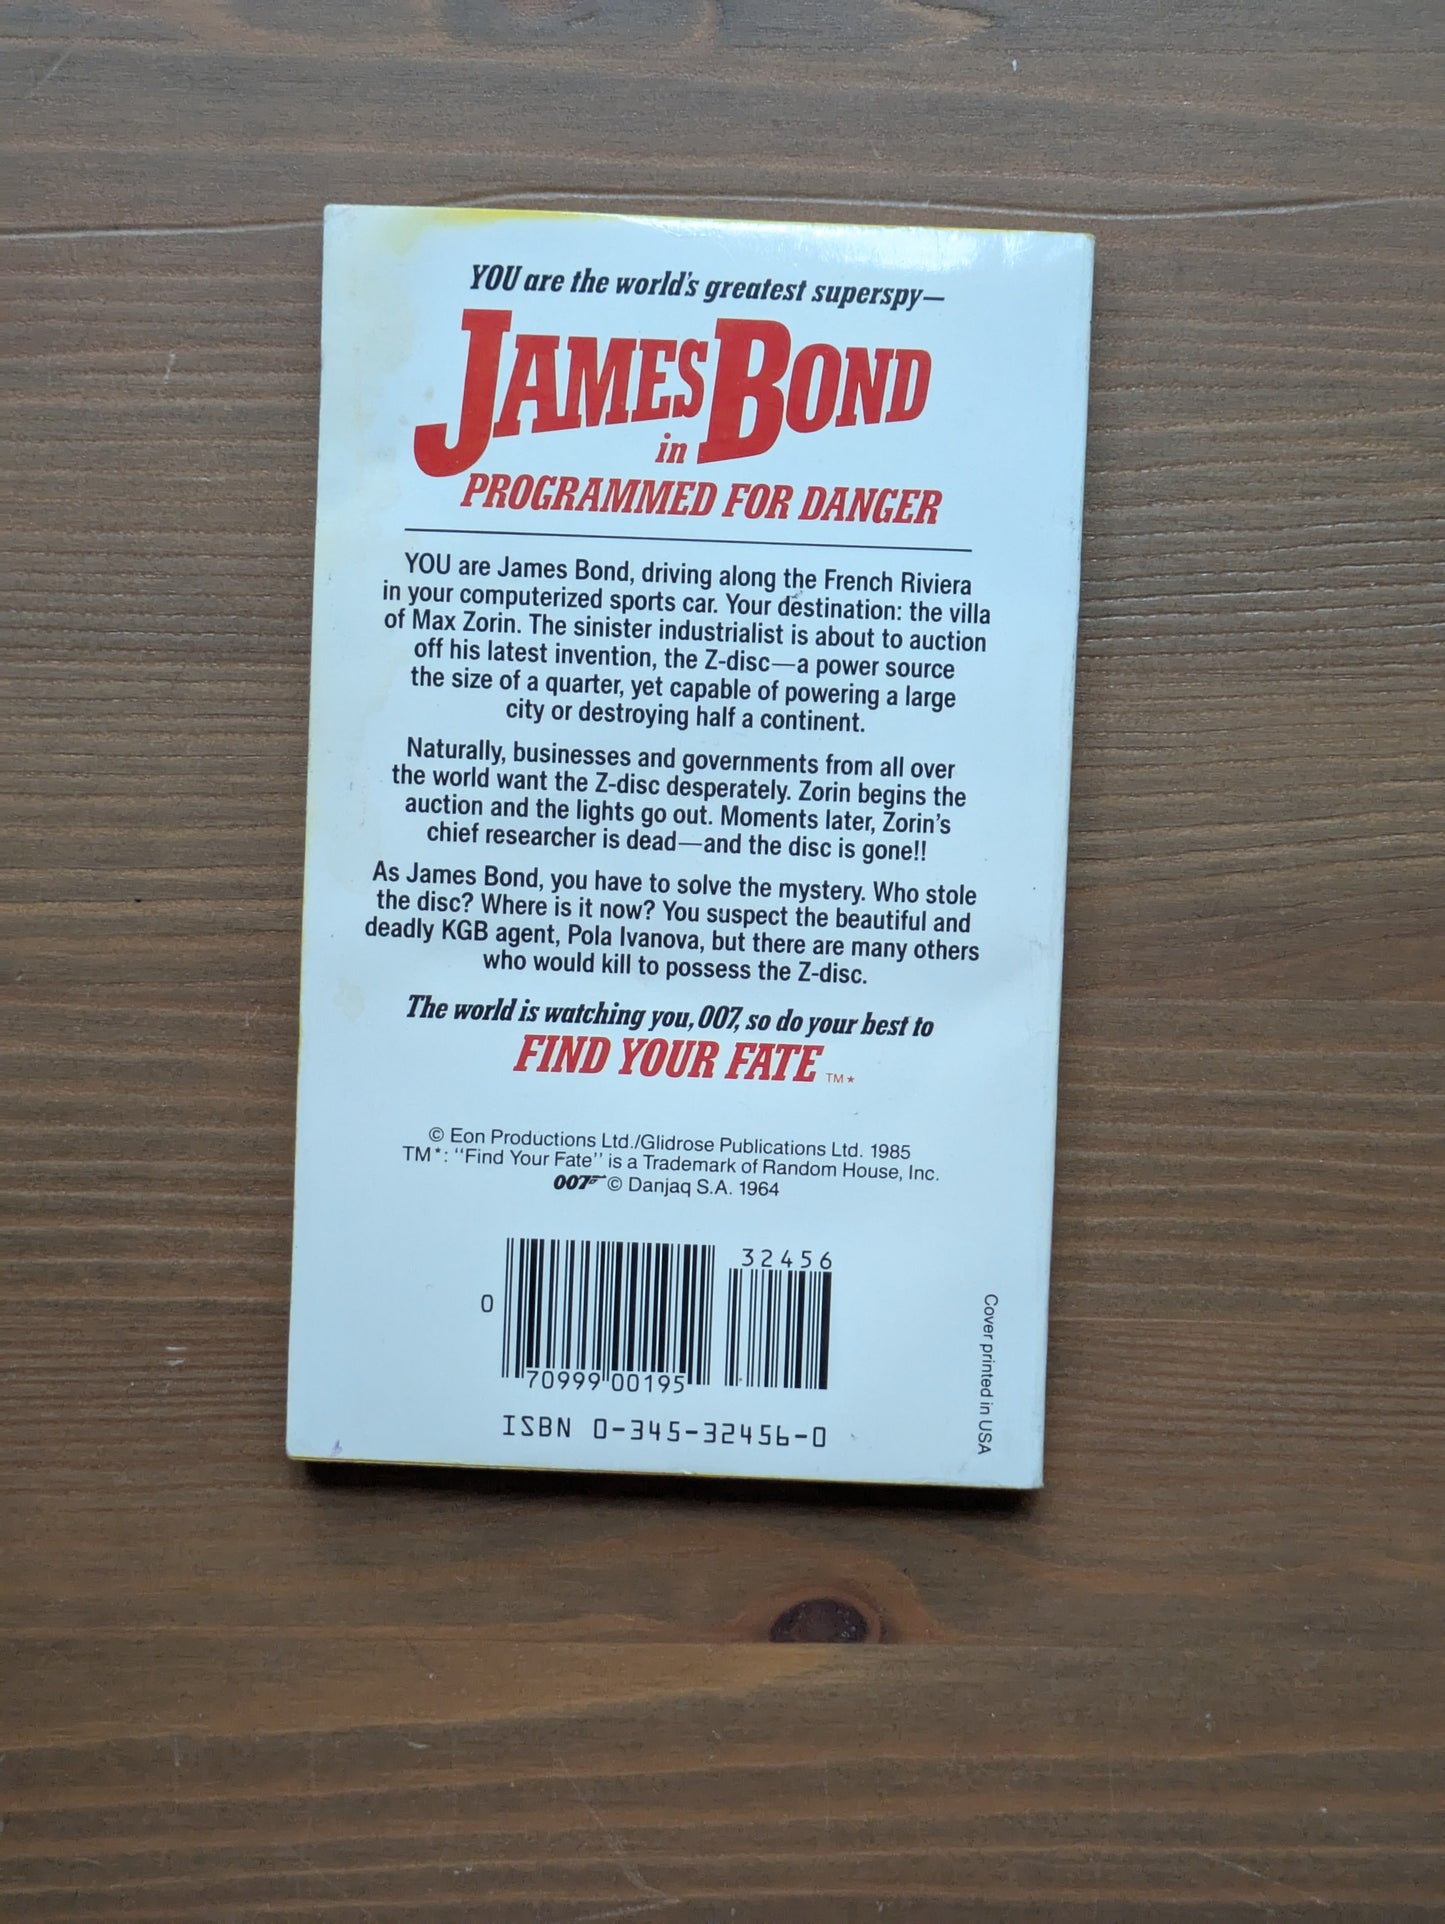 YOU are the world's greatest superspy—
JAMES BOND
in
PROGRAMMED FOR DANGER
YOU are James Bond, driving along the French Riviera
in your computerized sports car. Your destination: the villa
of Max Zorin. The sinister industrialist is about to auction
off his latest invention, the Z-disc—a power source
the size of a quarter, yet capable of powering a large
city or destroying half a continent.
Naturally, businesses and governments from all over
the world want the Z-disc desperately. Zorin begins the
auction and the lights go out. Moments later, Zorin's
chief researcher is dead—and the disc is gone!!
As James Bond, you have to solve the mystery. Who stole
the disc? Where is it now? You suspect the beautiful and
deadly KGB agent, Pola Ivanova, but there are many others
who would kill to possess the Z-disc.
The world is watching you, 007, so do your best to
FIND YOUR FATE TM*
© Eon Productions Ltd./Glidrose Publications Ltd. 1985
TM*: "Find Your Fate" is a Trademark of Random House, Inc.
007 © Danjaq S.A. 1964
32456
0
70999 00195
ISBN 0-345-32456-0
Cover printed in USA